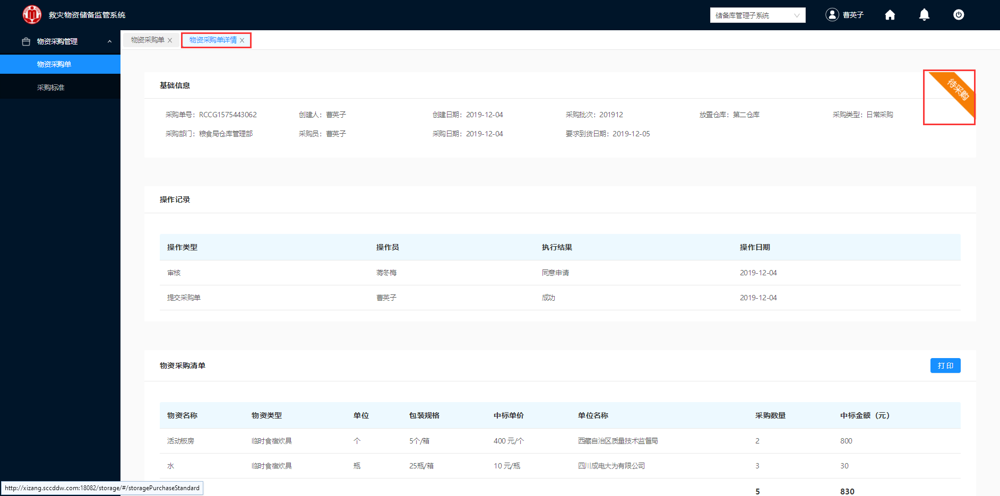 救灾物资储备监管系统
储备库管理子系统
曹英子
物资采购管理
物资采购单
采购标准
物资采购单
物资采购单详情
基础信息
待采购
采购单号：RCCG1575443062 创建人：曹英子 创建日期：2019-12-04 采购批次：201912 放置仓库：第二仓库 采购类型：日常采购
采购部门：粮食局仓库管理部 采购员：曹英子 采购日期：2019-12-04 要求到货日期：2019-12-05
操作记录
操作类型 操作员 执行结果 操作日期
审核 蒋冬梅 同意申请 2019-12-04
提交采购单 曹英子 成功 2019-12-04
物资采购清单
打印
物资名称 物资类型 单位 包装规格 中标单价 单位名称 采购数量 中标金额（元）
活动板房 临时食宿炊具 个 5个/箱 400 元/个 西藏自治区质量技术监督局 2 800
水 临时食宿炊具 瓶 25瓶/箱 10 元/瓶 四川成电大为有限公司 3 30
5 830
http://xizang.sccddw.com:18082/storage/#/storagePurchaseStandard